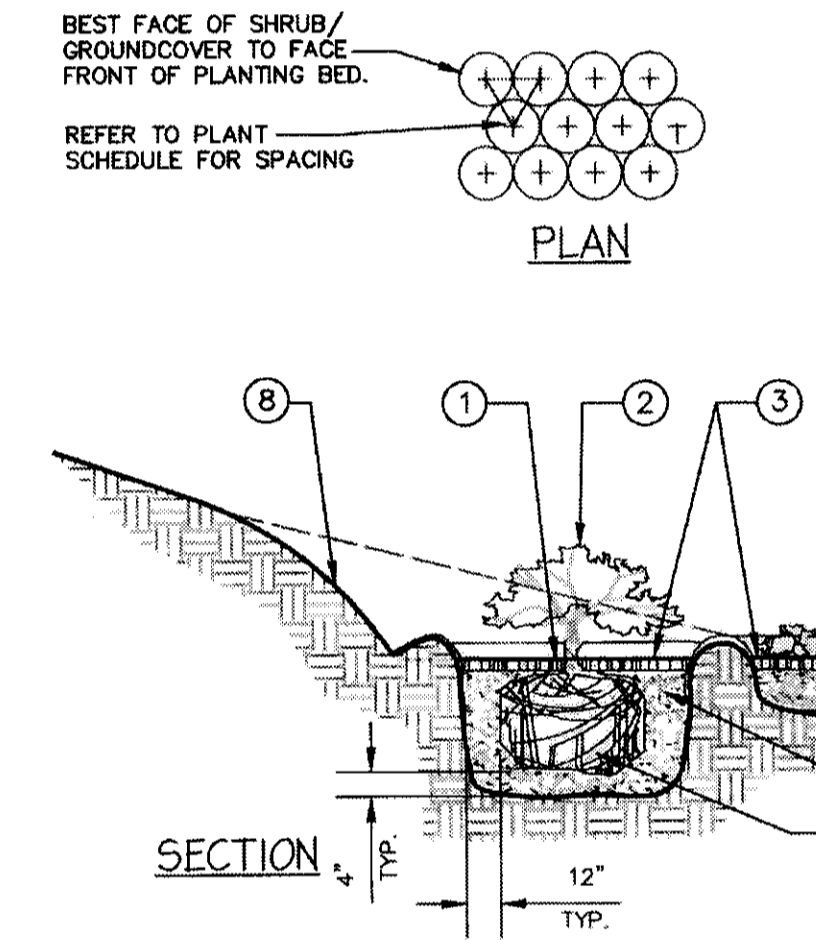 BEST FACE OF SHRUB/
GROUNDCOVER TO FACE
FRONT OF PLANTING BED.
REFER TO PLANT
SCHEDULE FOR SPACING
PLAN
8
1
2
3
SECTION
4"
TYP.
12"
TYP.